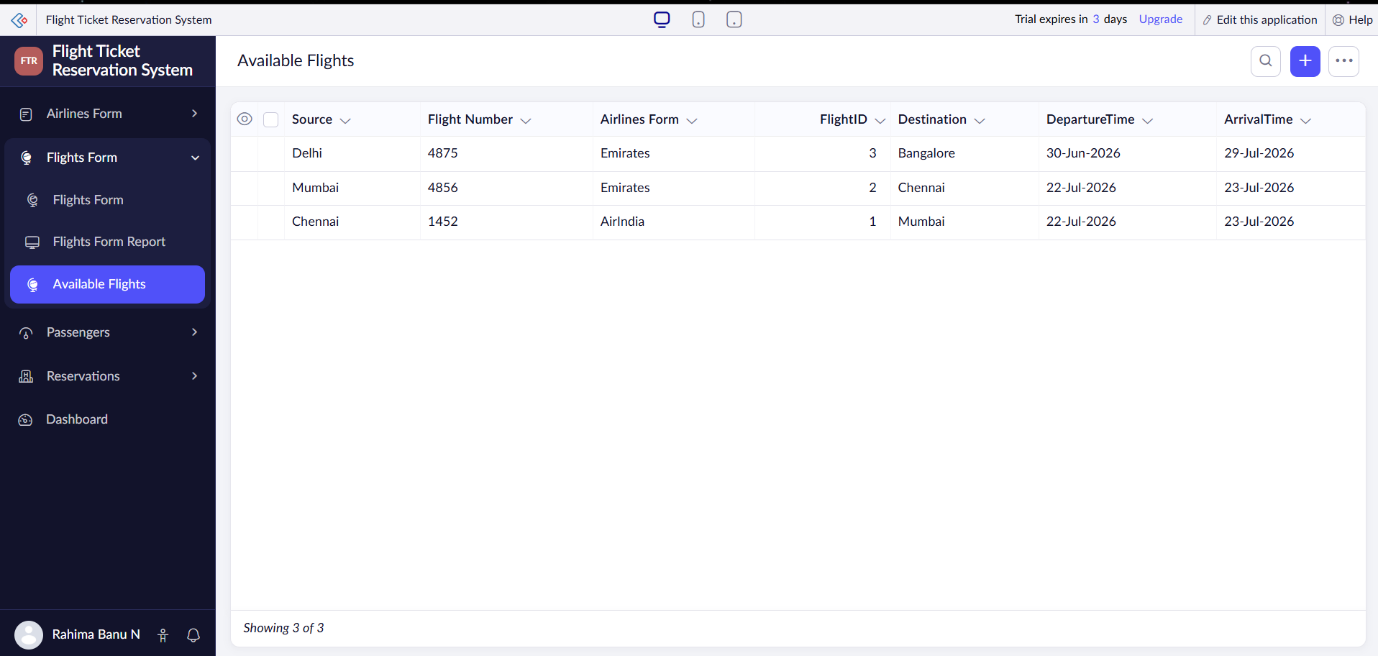 Flight Ticket Reservation System
Trial expires in 3 days Upgrade Edit this application Help
FTR Flight Ticket
Reservation System
Airlines Form
Flights Form
Flights Form
Flights Form Report
Available Flights
Passengers
Reservations
Dashboard
Rahima Banu N
Available Flights
Source Flight Number Airlines Form FlightID Destination DepartureTime ArrivalTime
Delhi 4875 Emirates 3 Bangalore 30-Jun-2026 29-Jul-2026
Mumbai 4856 Emirates 2 Chennai 22-Jul-2026 23-Jul-2026
Chennai 1452 AirIndia 1 Mumbai 22-Jul-2026 23-Jul-2026
Showing 3 of 3